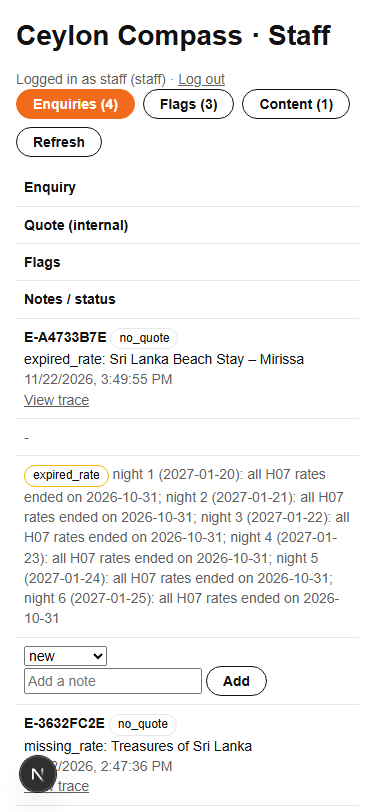 Ceylon Compass · Staff
Logged in as staff (staff) · Log out
Enquiries (4) Flags (3) Content (1)
Refresh
Enquiry
Quote (internal)
Flags
Notes / status
E-A4733B7E no_quote
expired_rate: Sri Lanka Beach Stay – Mirissa
11/22/2026, 3:49:55 PM
View trace
-
expired_rate night 1 (2027-01-20): all H07 rates
ended on 2026-10-31; night 2 (2027-01-21): all H07
rates ended on 2026-10-31; night 3 (2027-01-22): all
H07 rates ended on 2026-10-31; night 4 (2027-01-
23): all H07 rates ended on 2026-10-31; night 5
(2027-01-24): all H07 rates ended on 2026-10-31;
night 6 (2027-01-25): all H07 rates ended on 2026-
10-31
new
Add a note Add
E-3632FC2E no_quote
missing_rate: Treasures of Sri Lanka
2026, 2:47:36 PM
trace
N